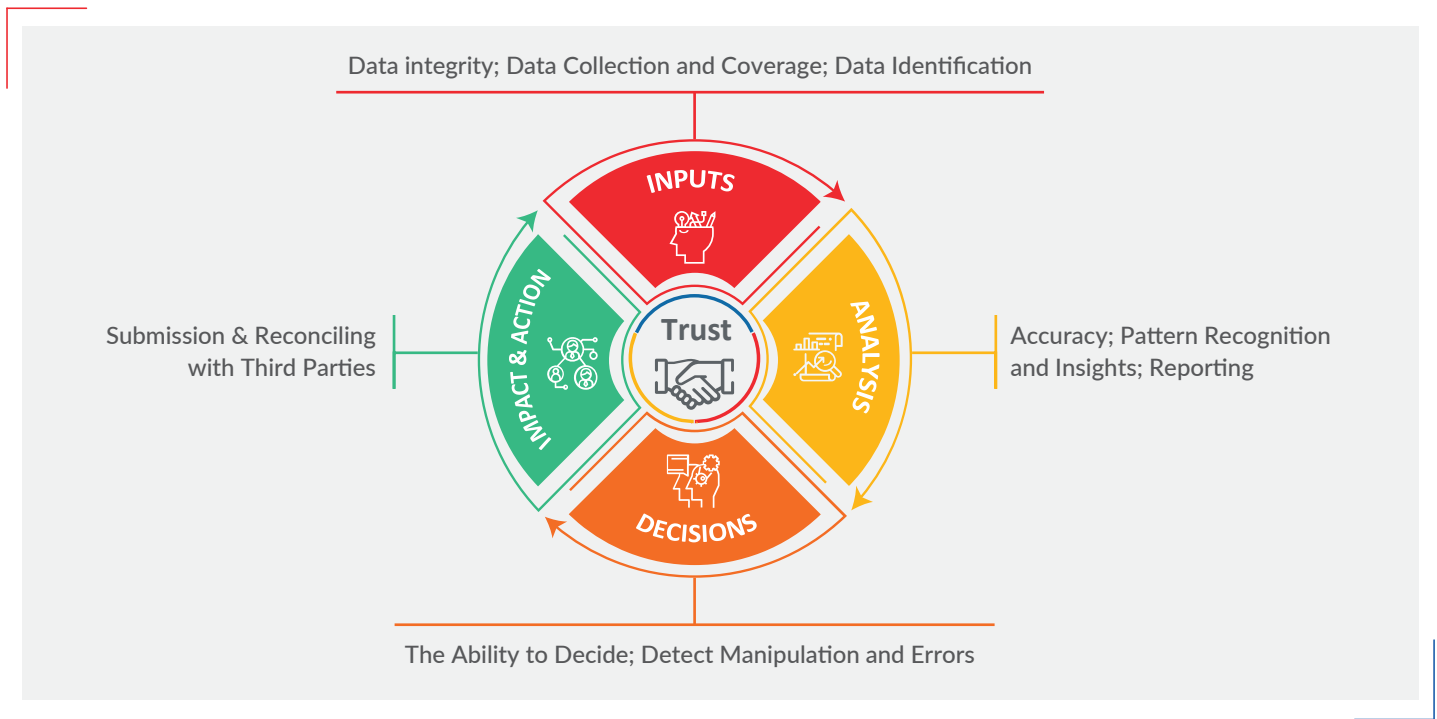 Data integrity; Data Collection and Coverage; Data Identification
INPUTS
ANALYSIS
Accuracy; Pattern Recognition
and Insights; Reporting
Trust
IMPACT & ACTION
Submission & Reconciling
with Third Parties
DECISIONS
The Ability to Decide; Detect Manipulation and Errors